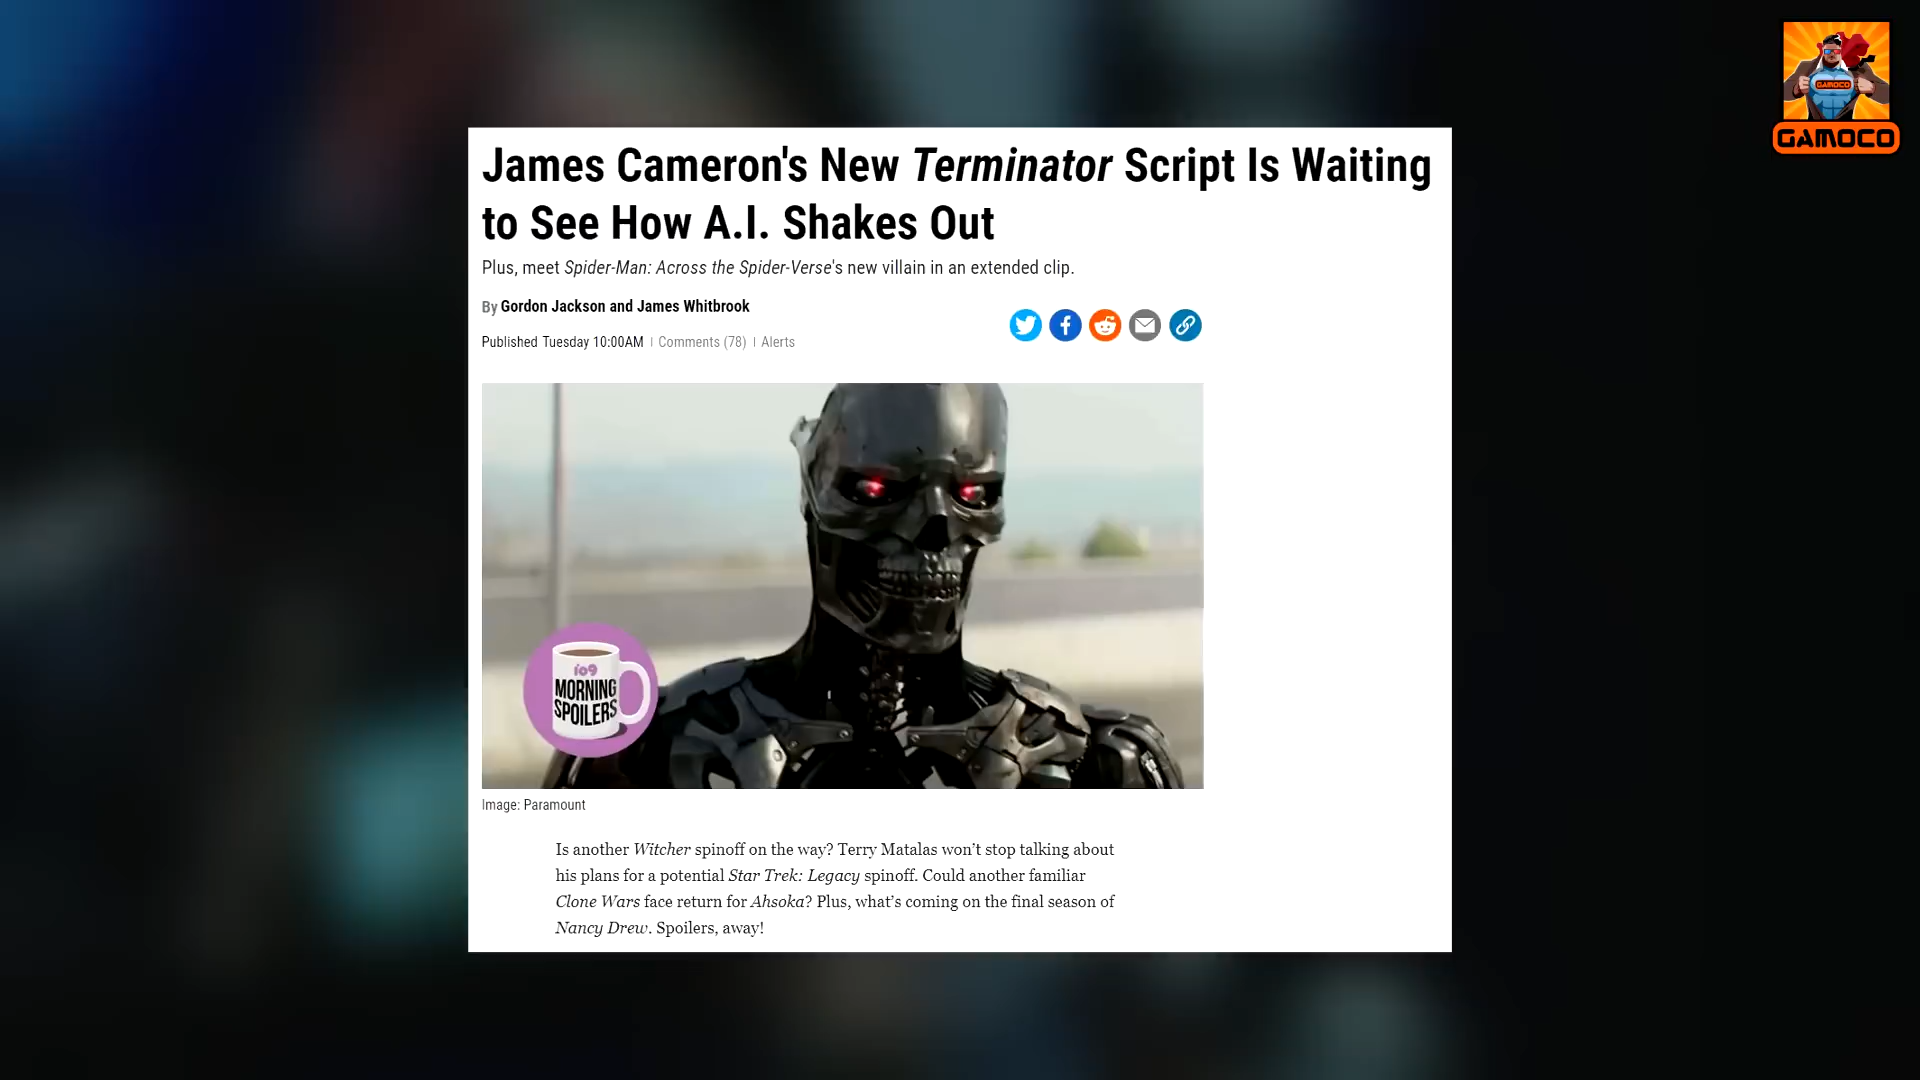 GAMOCO
GAMOCO
James Cameron's New Terminator Script Is Waiting
to See How A.I. Shakes Out
Plus, meet Spider-Man: Across the Spider-Verse's new villain in an extended clip.
By Gordon Jackson and James Whitbrook
Published Tuesday 10:00AM | Comments (78) | Alerts
io9
MORNING
SPOILERS
Image: Paramount
Is another Witcher spinoff on the way? Terry Matalas won’t stop talking about
his plans for a potential Star Trek: Legacy spinoff. Could another familiar
Clone Wars face return for Ahsoka? Plus, what’s coming on the final season of
Nancy Drew. Spoilers, away!